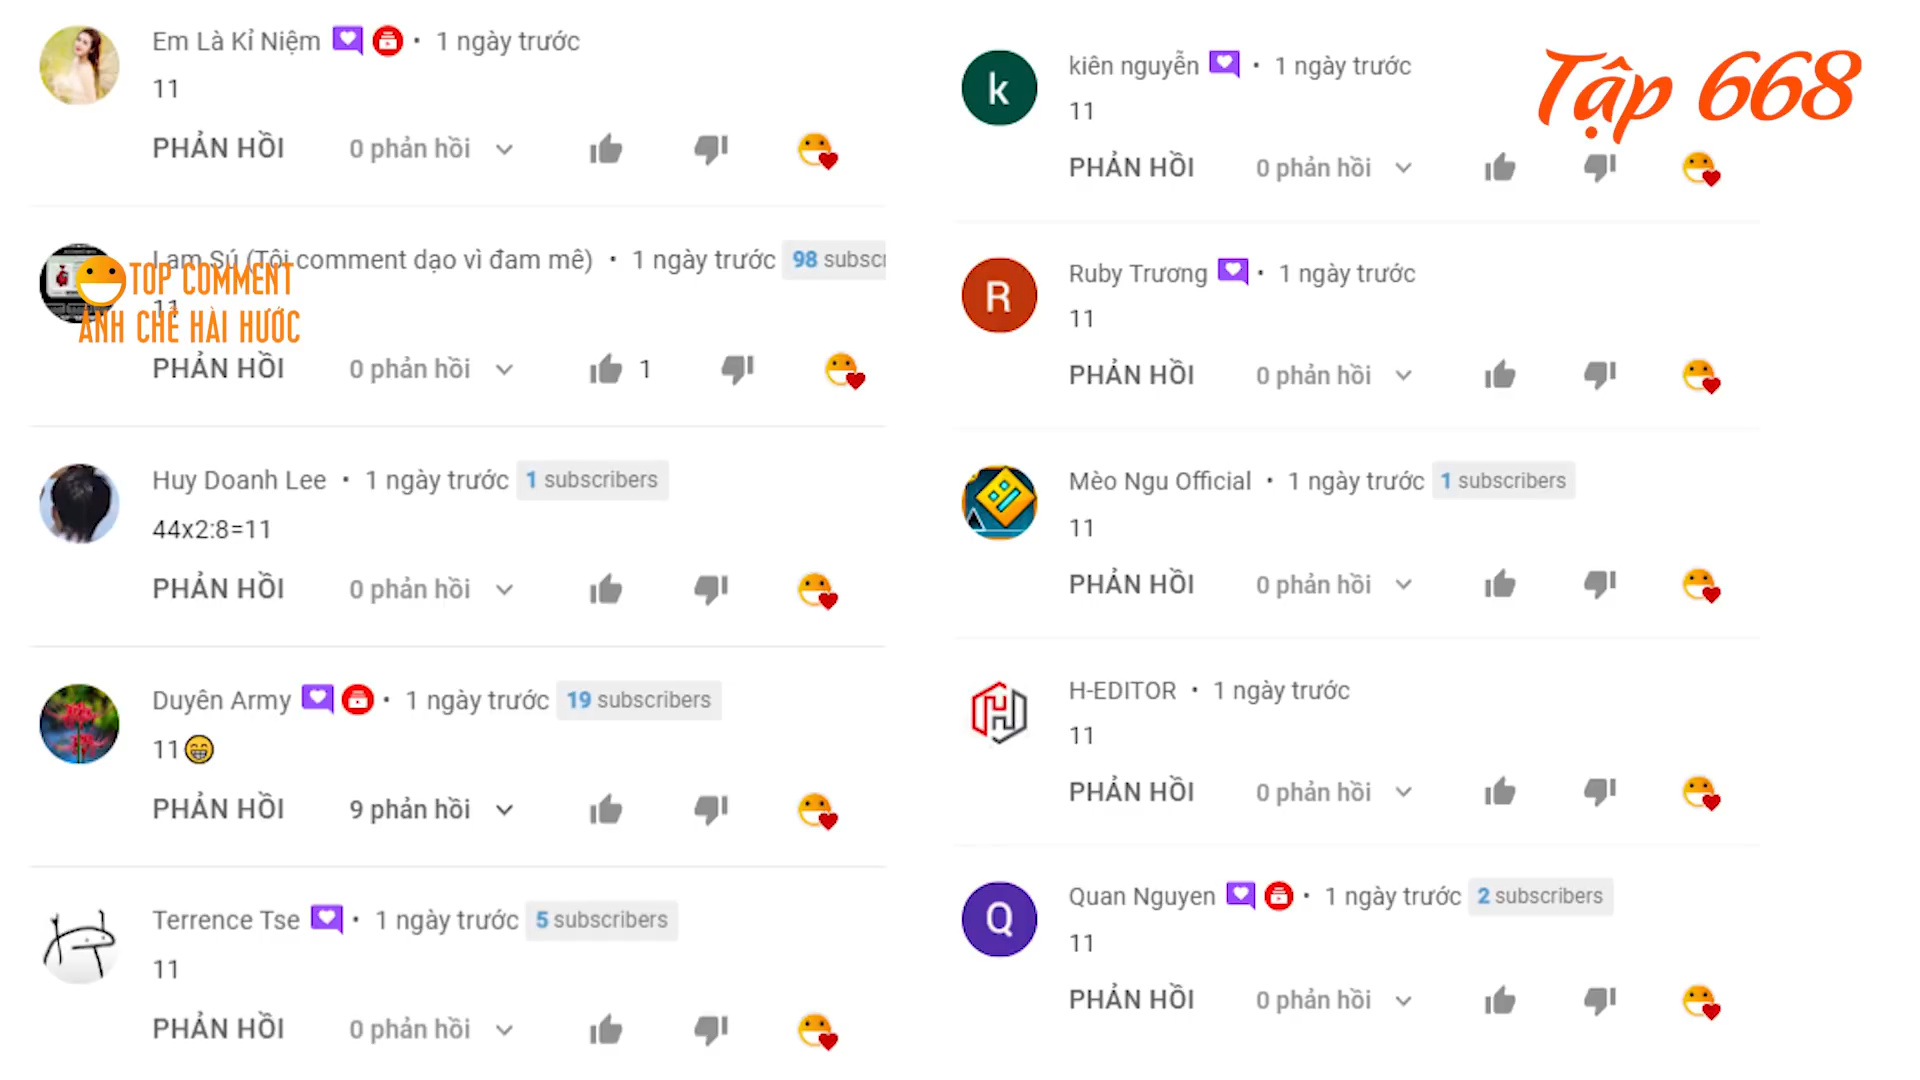 Em Là Kỉ Niệm • 1 ngày trước
11
PHẢN HỒI 0 phản hồi
Lam Sú (Tôi comment dạo vì đam mê) • 1 ngày trước 98 subscr
11
PHẢN HỒI 0 phản hồi 1
TOP COMMENT
ẢNH CHẾ HÀI HƯỚC
Huy Doanh Lee • 1 ngày trước 1 subscribers
44x2:8=11
PHẢN HỒI 0 phản hồi
Duyên Army • 1 ngày trước 19 subscribers
11😁
PHẢN HỒI 9 phản hồi
Terrence Tse • 1 ngày trước 5 subscribers
11
PHẢN HỒI 0 phản hồi
Tập 668
k
kiên nguyễn • 1 ngày trước
11
PHẢN HỒI 0 phản hồi
R
Ruby Trương • 1 ngày trước
11
PHẢN HỒI 0 phản hồi
Mèo Ngu Official • 1 ngày trước 1 subscribers
11
PHẢN HỒI 0 phản hồi
H-EDITOR • 1 ngày trước
11
PHẢN HỒI 0 phản hồi
Q
Quan Nguyen • 1 ngày trước 2 subscribers
11
PHẢN HỒI 0 phản hồi